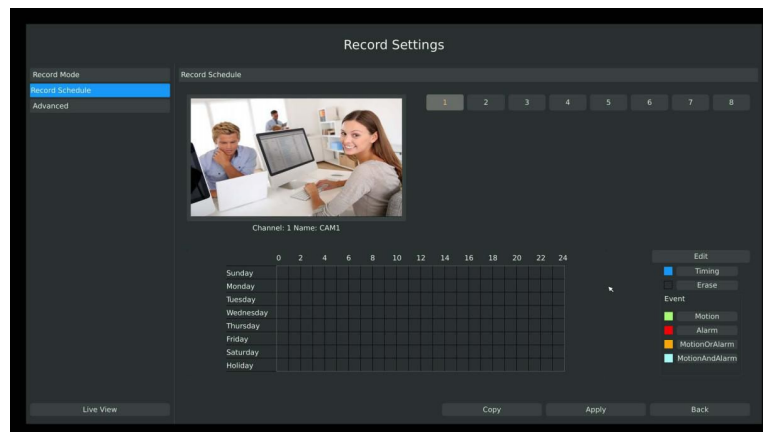 Record Settings
Record Mode
Record Schedule
Advanced
Record Schedule
1 2 3 4 5 6 7 8
Channel: 1 Name: CAM1
0 2 4 6 8 10 12 14 16 18 20 22 24
Sunday
Monday
Tuesday
Wednesday
Thursday
Friday
Saturday
Holiday
Edit
Timing
Erase
Event
Motion
Alarm
MotionOrAlarm
MotionAndAlarm
Live View
Copy Apply Back